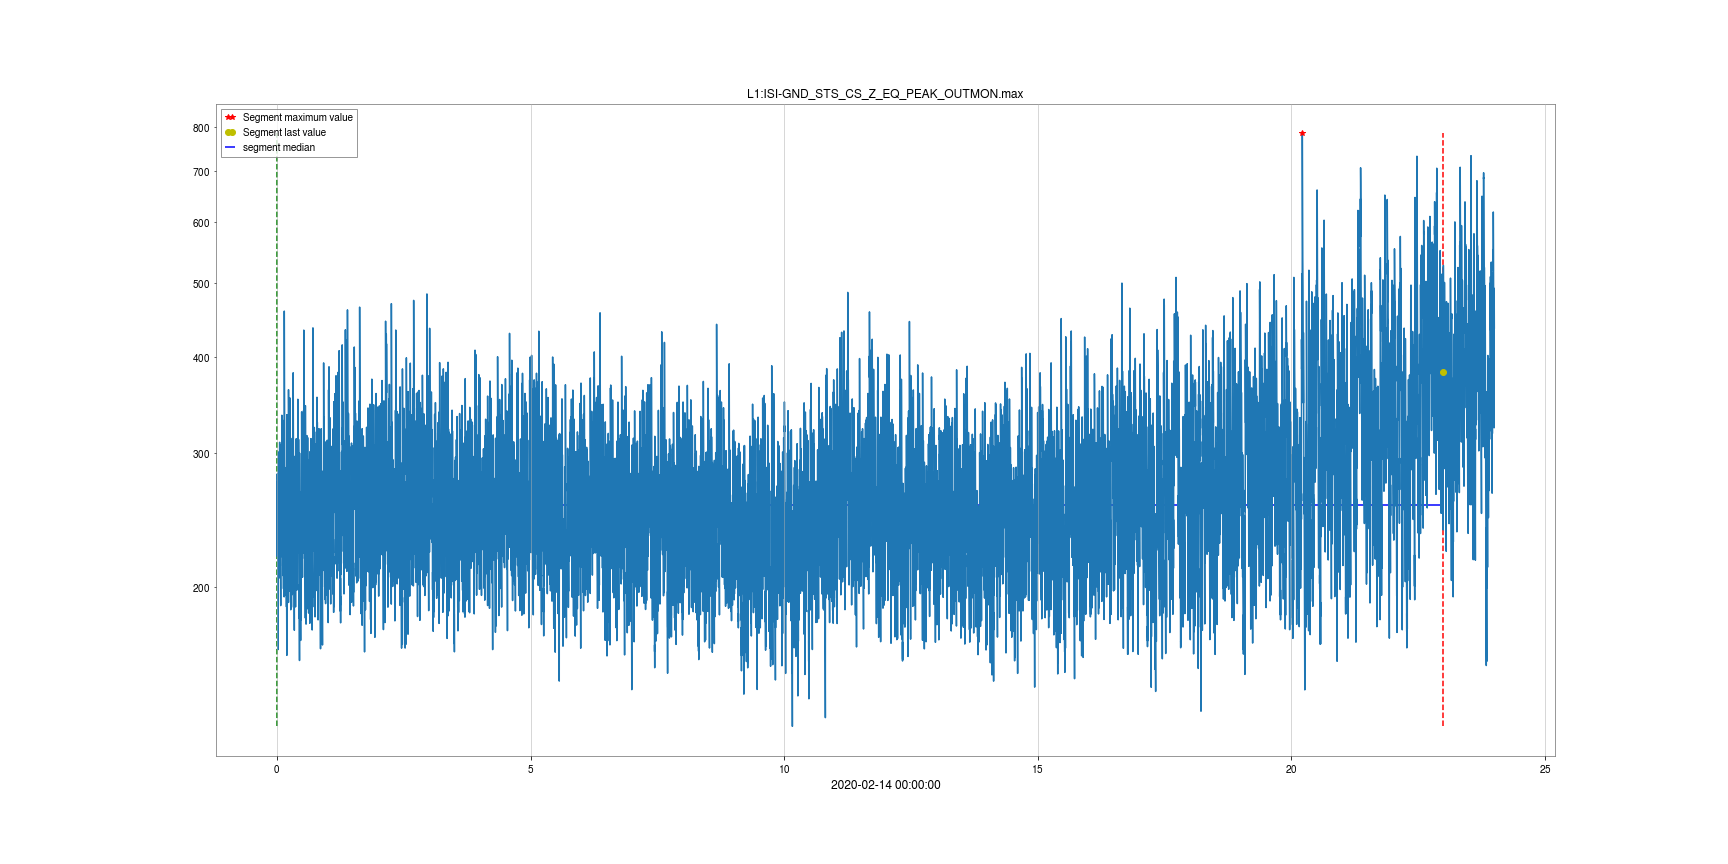 L1:ISI-GND_STS_CS_Z_EQ_PEAK_OUTMON.max
Segment maximum value
Segment last value
segment median
800
700
600
500
400
300
200
0 5 10 15 20 25
2020-02-14 00:00:00